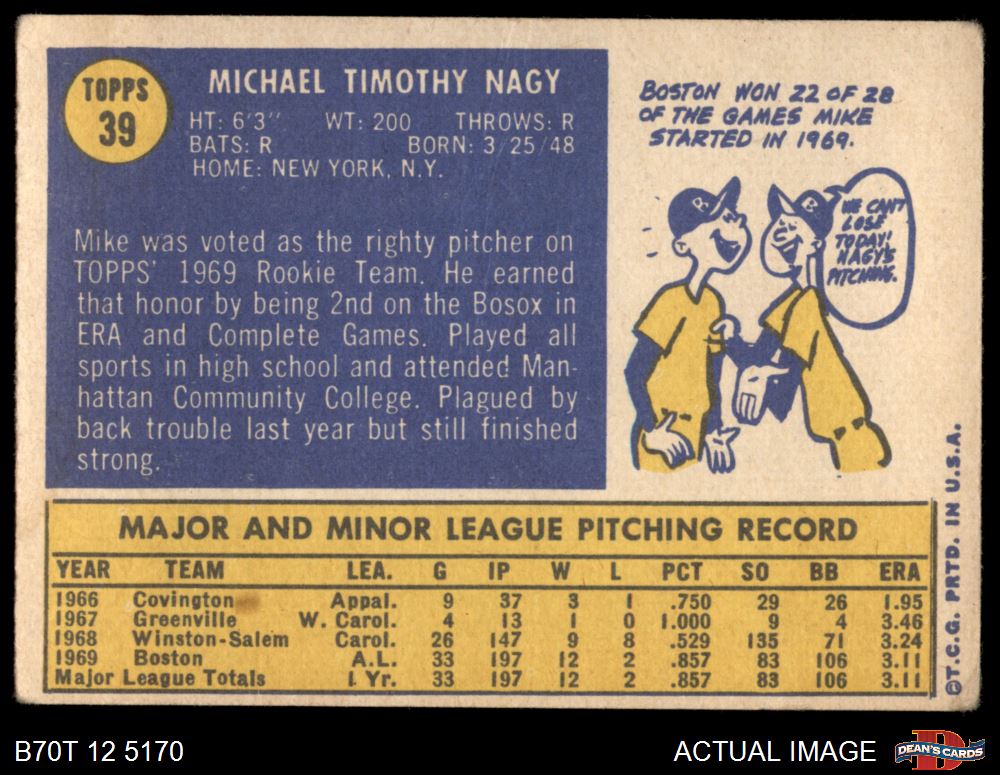 TOPPS
39
MICHAEL TIMOTHY NAGY
HT: 6'3" WT: 200 THROWS: R
BATS: R BORN: 3/25/48
HOME: NEW YORK, N.Y.
Mike was voted as the righty pitcher on
TOPPS' 1969 Rookie Team. He earned
that honor by being 2nd on the Bosox in
ERA and Complete Games. Played all
sports in high school and attended Man-
hattan Community College. Plagued by
back trouble last year but still finished
strong.
BOSTON WON 22 OF 28
OF THE GAMES MIKE
STARTED IN 1969.
B
B
WE CAN'T
LOSE
TODAY!
NAGY'S
PITCHING.
MAJOR AND MINOR LEAGUE PITCHING RECORD
YEAR TEAM LEA. G IP W L PCT SO BB ERA
1966 Covington Appal. 9 37 3 1 .750 29 26 1.95
1967 Greenville W. Carol. 4 13 1 0 1.000 9 4 3.46
1968 Winston-Salem Carol. 26 147 9 8 .529 135 71 3.24
1969 Boston A.L. 33 197 12 2 .857 83 106 3.11
Major League Totals 1 Yr. 33 197 12 2 .857 83 106 3.11
©T.C.G. PRTD. IN U.S.A.
B70T 12 5170
ACTUAL IMAGE
D
DEAN'S CARDS